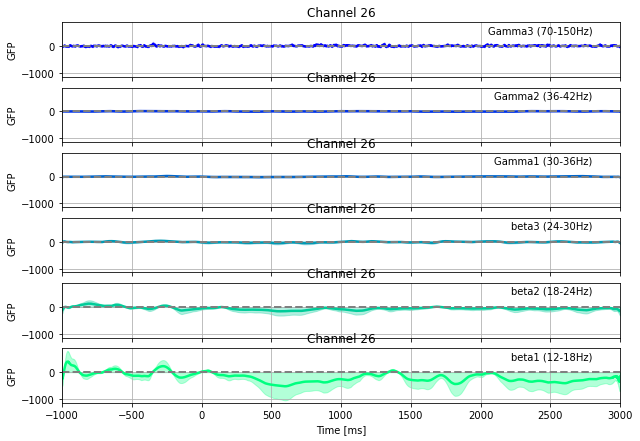 Channel 26
Gamma3 (70-150Hz)
0
−1000
GFP
Channel 26
Gamma2 (36-42Hz)
0
−1000
GFP
Channel 26
Gamma1 (30-36Hz)
0
−1000
GFP
Channel 26
beta3 (24-30Hz)
0
−1000
GFP
Channel 26
beta2 (18-24Hz)
0
−1000
GFP
Channel 26
beta1 (12-18Hz)
0
−1000
GFP
−1000 −500 0 500 1000 1500 2000 2500 3000
Time [ms]